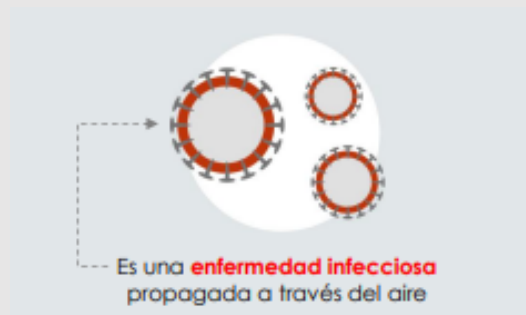 Es una enfermedad infecciosa
propagada a través del aire